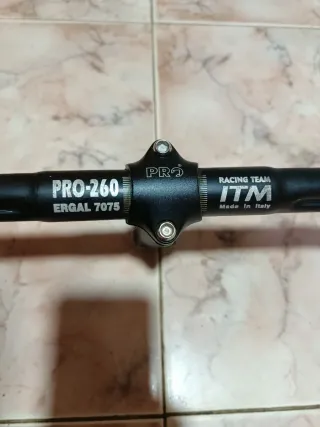 PRO-260
ERGAL 7075
PRO
RACING TEAM
ITM
Made in Italy